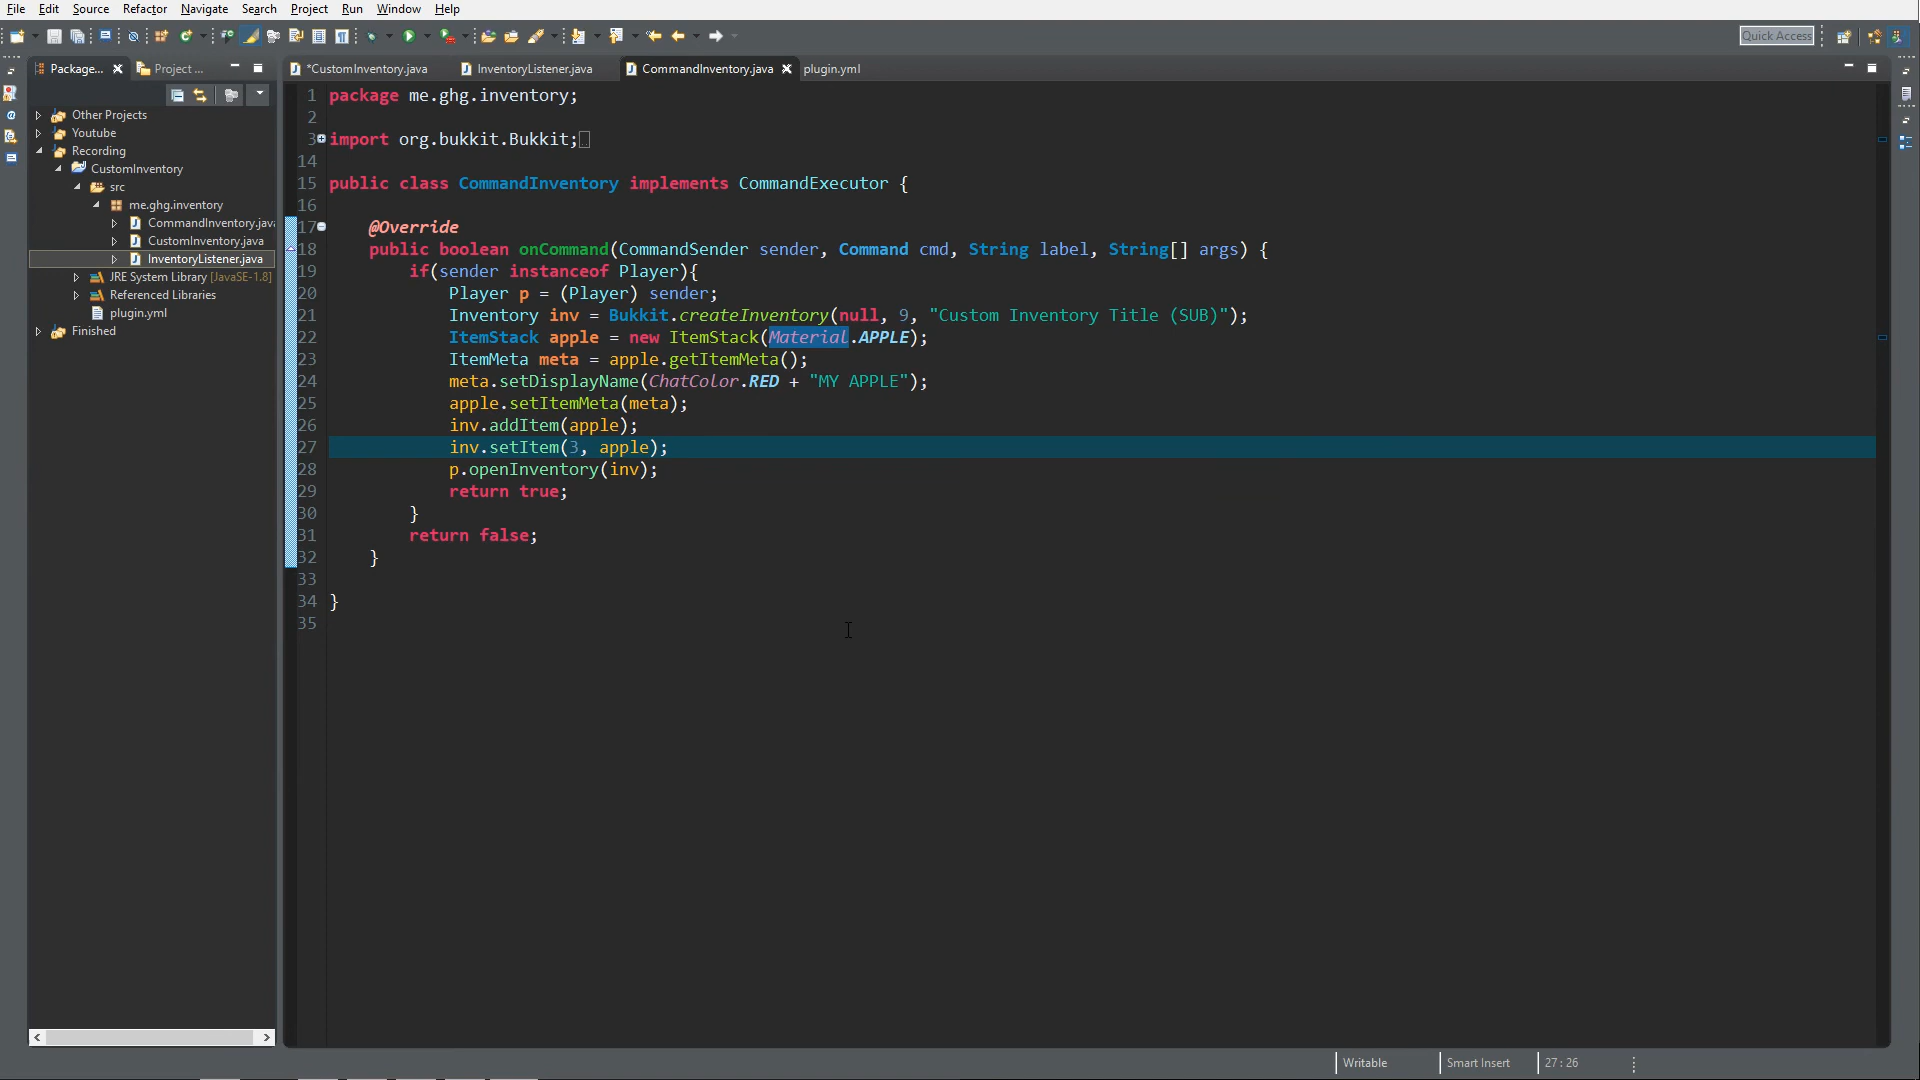 File Edit Source Refactor Navigate Search Project Run Window Help
Quick Access
Package... Project ...
*CustomInventory.java InventoryListener.java CommandInventory.java plugin.yml
Other Projects
Youtube
Recording
CustomInventory
src
me.ghg.inventory
CommandInventory.java
CustomInventory.java
InventoryListener.java
JRE System Library [JavaSE-1.8]
Referenced Libraries
plugin.yml
Finished
1 package me.ghg.inventory;
2
3 import org.bukkit.Bukkit;
14
15 public class CommandInventory implements CommandExecutor {
16
17 @Override
18 public boolean onCommand(CommandSender sender, Command cmd, String label, String[] args) {
19 if(sender instanceof Player){
20 Player p = (Player) sender;
21 Inventory inv = Bukkit.createInventory(null, 9, "Custom Inventory Title (SUB)");
22 ItemStack apple = new ItemStack(Material.APPLE);
23 ItemMeta meta = apple.getItemMeta();
24 meta.setDisplayName(ChatColor.RED + "MY APPLE");
25 apple.setItemMeta(meta);
26 inv.addItem(apple);
27 inv.setItem(3, apple);
28 p.openInventory(inv);
29 return true;
30 }
31 return false;
32 }
33
34 }
35
Writable Smart Insert 27 : 26